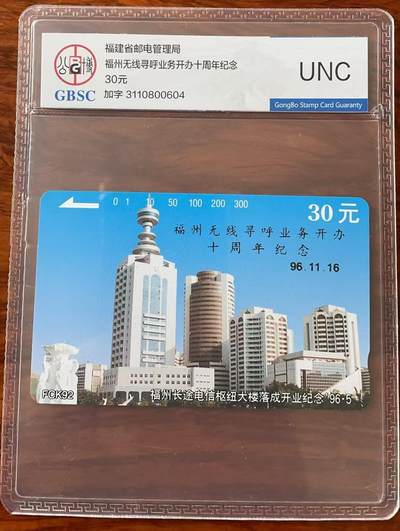 福建省邮电管理局
福州无线寻呼业务开办十周年纪念
30元
GBSC 加字 3110800604
UNC
GongBo Stamp Card Guaranty
0 1 10 50 100 200 300
30元
福州无线寻呼业务开办
十周年纪念
96.11.16
FCK92
福州长途电信枢纽大楼落成开业纪念 '96·5